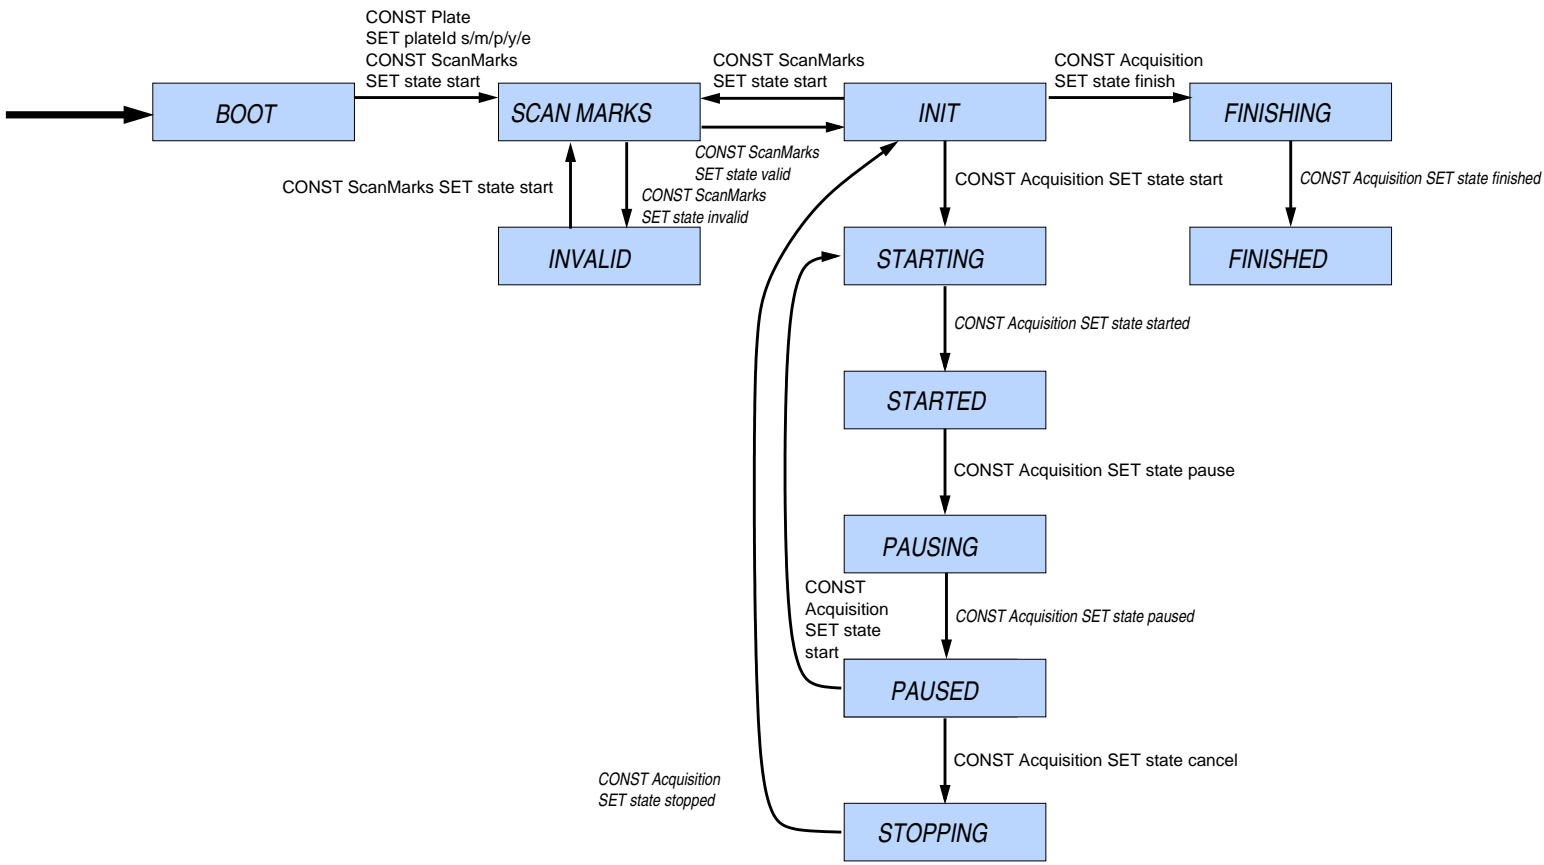 CONST Plate
SET plateId s/m/p/y/e
CONST ScanMarks
SET state start
CONST ScanMarks
SET state start
CONST Acquisition
SET state finish
BOOT
SCAN MARKS
INIT
FINISHING
CONST ScanMarks
SET state valid
CONST ScanMarks SET state start
CONST ScanMarks
SET state invalid
CONST Acquisition SET state start
CONST Acquisition SET state finished
INVALID
STARTING
FINISHED
CONST Acquisition SET state started
STARTED
CONST Acquisition SET state pause
PAUSING
CONST
Acquisition
SET state
start
CONST Acquisition SET state paused
PAUSED
CONST Acquisition SET state cancel
CONST Acquisition
SET state stopped
STOPPING